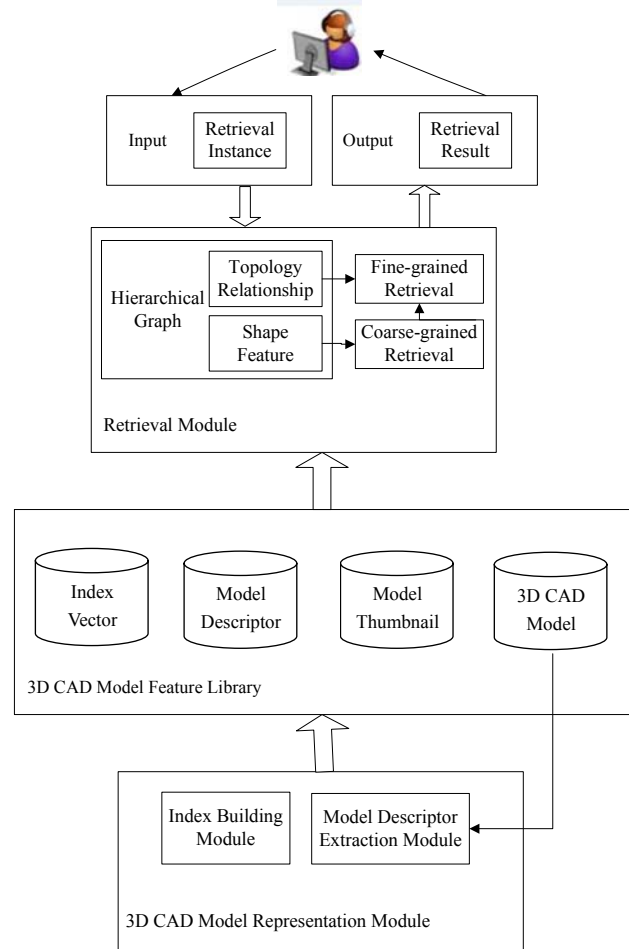 Input
Retrieval
Instance
Output
Retrieval
Result
Hierarchical
Graph
Topology
Relationship
Fine-grained
Retrieval
Shape
Feature
Coarse-grained
Retrieval
Retrieval Module
Index
Vector
Model
Descriptor
Model
Thumbnail
3D CAD
Model
3D CAD Model Feature Library
Index Building
Module
Model Descriptor
Extraction Module
3D CAD Model Representation Module